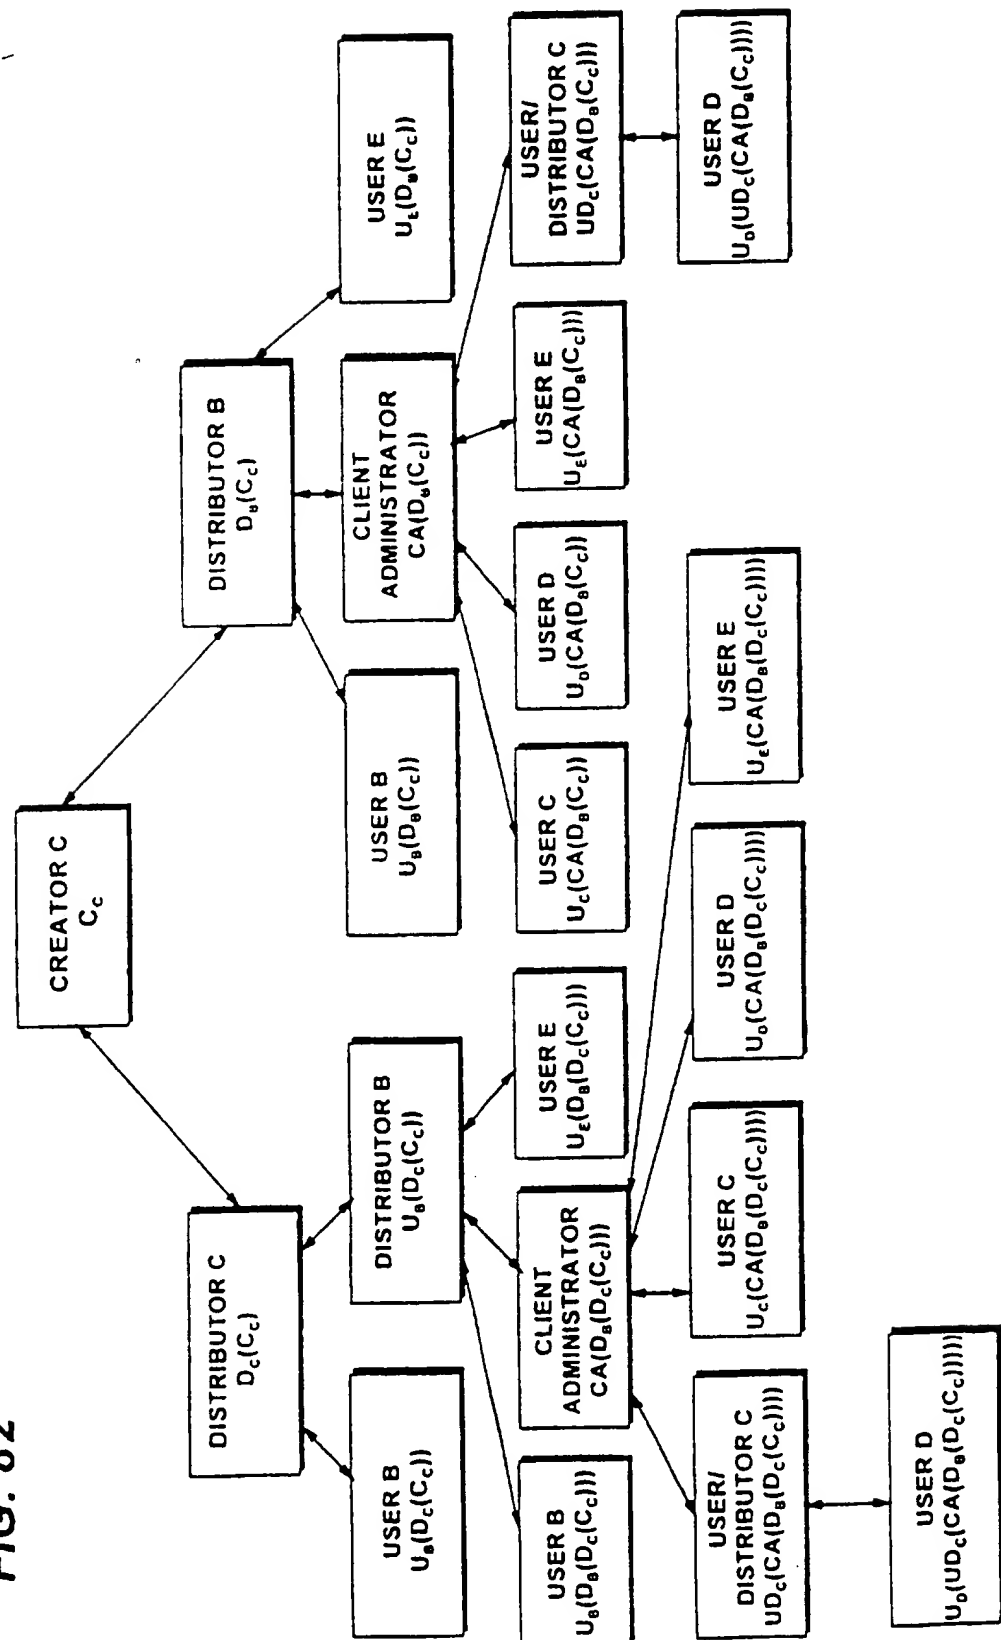 FIG. 82
CREATOR C
C_C
DISTRIBUTOR C
D_C(C_C)
DISTRIBUTOR B
D_B(C_C)
USER B
U_B(D_C(C_C))
DISTRIBUTOR B
U_B(D_C(C_C))
USER B
U_B(D_B(C_C))
CLIENT
ADMINISTRATOR
CA(D_B(C_C))
USER E
U_E(D_B(C_C))
USER B
U_B(D_B(D_C(C_C)))
CLIENT
ADMINISTRATOR
CA(D_B(D_C(C_C)))
USER E
U_E(D_B(D_C(C_C)))
USER C
U_C(CA(D_B(C_C)))
USER D
U_D(CA(D_B(C_C))
USER E
U_E(CA(D_B(C_C)))
USER/
DISTRIBUTOR C
UD_C(CA(D_B(C_C)))
USER/
DISTRIBUTOR C
UD_C(CA(D_B(D_C(C_C))))
USER C
U_C(CA(D_B(D_C(C_C))))
USER D
U_D(CA(D_B(D_C(C_C))))
USER E
U_E(CA(D_B(D_C(C_C))))
USER D
U_D(UD_C(CA(D_B(C_C))))
USER D
U_D(UD_C(CA(D_B(D_C(C_C)))))